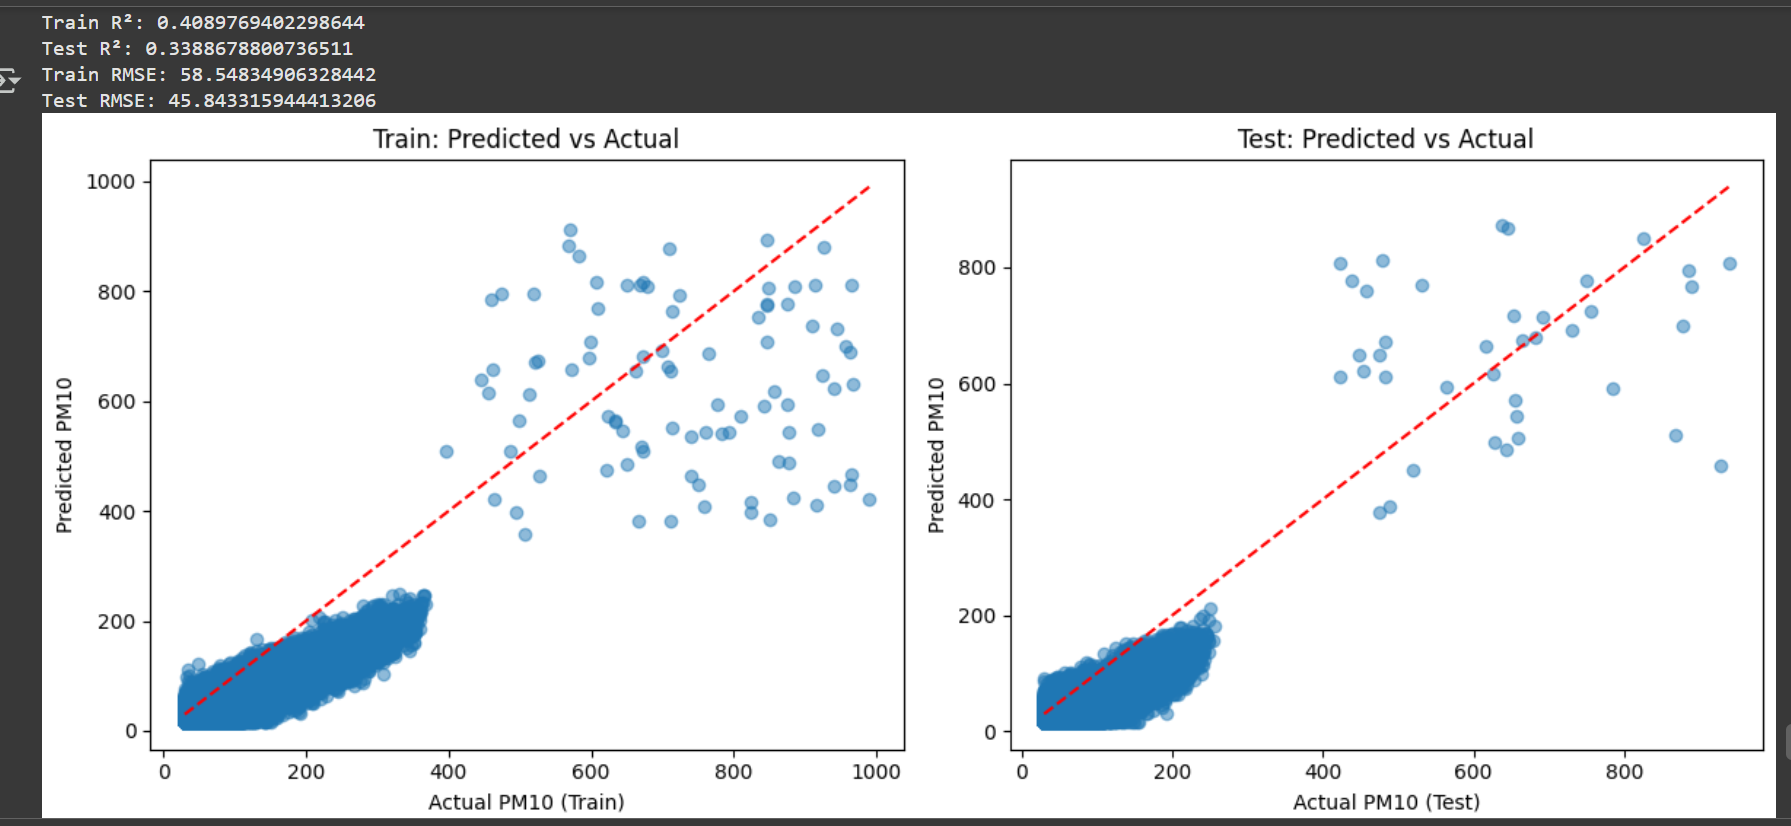 Train R²: 0.4089769402298644
Test R²: 0.3388678800736511
Train RMSE: 58.54834906328442
Test RMSE: 45.843315944413206
Train: Predicted vs Actual
1000
800
600
400
200
0
Predicted PM10
0 200 400 600 800 1000
Actual PM10 (Train)
Test: Predicted vs Actual
800
600
400
200
0
Predicted PM10
0 200 400 600 800
Actual PM10 (Test)